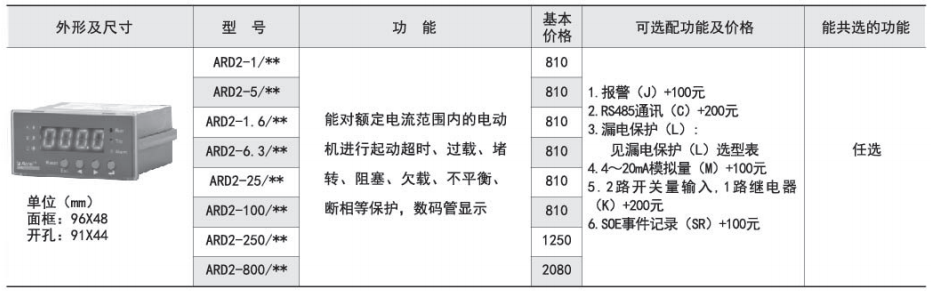 外形及尺寸 型 号 功 能 基本价格 可选配功能及价格 能共选的功能
ARD2-1/** 810
ARD2-5/** 810
ARD2-1.6/** 810
ARD2-6.3/** 810
ARD2-25/** 810
ARD2-100/** 810
ARD2-250/** 1250
ARD2-800/** 2080
000.0
单位（mm）
面框：96X48
开孔：91X44
能对额定电流范围内的电动
机进行起动超时、过载、堵
转、阻塞、欠载、不平衡、
断相等保护，数码管显示
1.报警（J）+100元
2.RS485通讯（C）+200元
3.漏电保护（L）：
见漏电保护（L）选型表
4.4～20mA模拟量（M）+100元
5.2路开关量输入,1路继电器
（K）+200元
6.SOE事件记录（SR）+100元
任选